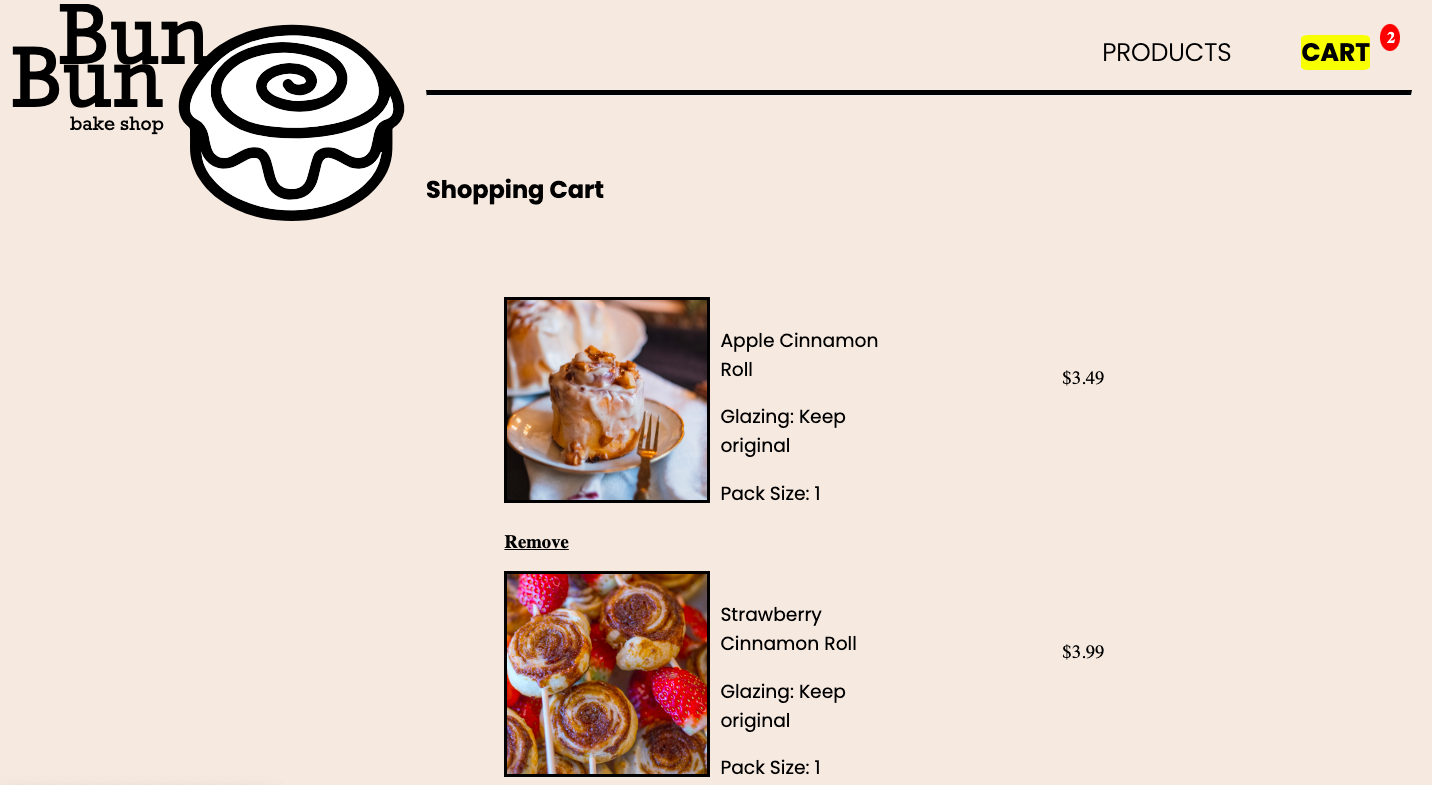 Bun
Bun
bake shop
PRODUCTS
CART
2
Shopping Cart
Apple Cinnamon
Roll
$3.49
Glazing: Keep
original
Pack Size: 1
Remove
Strawberry
Cinnamon Roll
$3.99
Glazing: Keep
original
Pack Size: 1